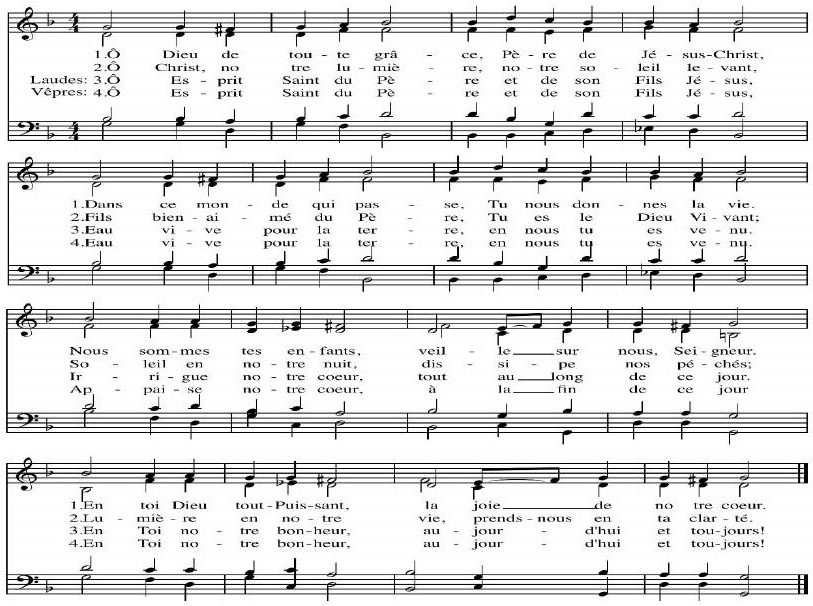 1.Ô Dieu de tou - te grâ - ce, Pè - re de Jé - sus-Christ,
2.Ô Christ, no tre lu - miè - re, no - tre so - leil le - vant,
Laudes: 3.Ô Es - prit Saint du Pè - re et de son Fils Jé - sus,
Vêpres: 4.Ô Es - prit Saint du Pè - re et de son Fils Jé - sus,
1.Dans ce mon - de qui pas - se, Tu nous don - nes la vie.
2.Fils bien - ai - mé du Pè - re, Tu es le Dieu Vi - vant;
3.Eau vi - ve pour la ter - re, en nous tu es ve - nu.
4.Eau vi - ve pour la ter - re, en nous tu es ve - nu.
Nous som-mes tes en-fants, veil - le sur nous, Sei - gneur.
So - leil en no - tre nuit, dis - si - pe nos pé - chés;
Ir - ri - gue no - tre coeur, tout au long de ce jour.
Ap - pai - se no - tre coeur, à la fin de ce jour
1.En toi Dieu tout-Puis-sant, la joie de no tre coeur.
2.Lu - miè - re en no - tre vie, prends - nous en ta clar - té.
3.En Toi no - tre bon-heur, au - jour - d'hui et tou-jours!
4.En Toi no - tre bon-heur, au - jour - d'hui et tou-jours!